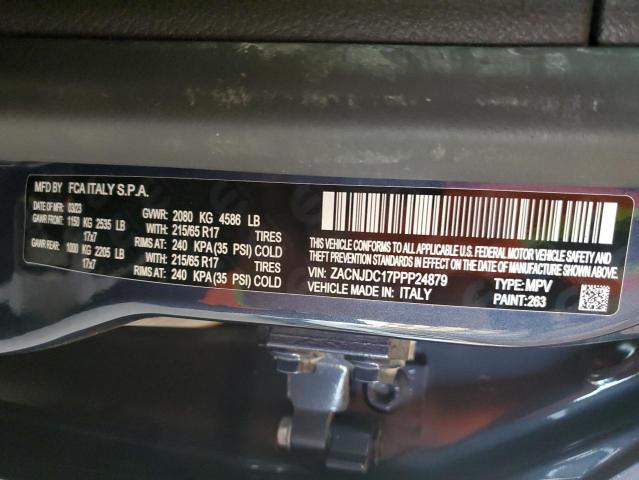 MFD BY FCA ITALY S.P.A.
DATE OF MFR: 03/23 GVWR: 2080 KG 4586 LB
GAWR FRONT: 1150 KG 2535 LB WITH 215/65 R17 TIRES
17x7 RIMS AT: 240 KPA (35 PSI) COLD
GAWR REAR: 1000 KG 2205 LB WITH 215/65 R17 TIRES
17x7 RIMS AT: 240 KPA (35 PSI) COLD
THIS VEHICLE CONFORMS TO ALL APPLICABLE U.S. FEDERAL MOTOR VEHICLE SAFETY AND
THEFT PREVENTION STANDARDS IN EFFECT ON THE DATE OF MANUFACTURE SHOWN ABOVE.
VIN: ZACNJDC17PPP24879 TYPE: MPV
VEHICLE MADE IN: ITALY PAINT: 263